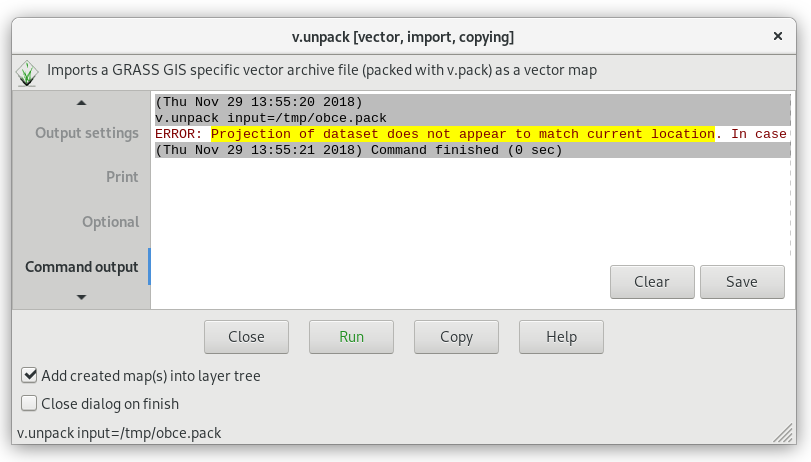 v.unpack [vector, import, copying]
Imports a GRASS GIS specific vector archive file (packed with v.pack) as a vector map
Output settings
Print
Optional
Command output
(Thu Nov 29 13:55:20 2018)
v.unpack input=/tmp/obce.pack
ERROR: Projection of dataset does not appear to match current location. In case
(Thu Nov 29 13:55:21 2018) Command finished (0 sec)
Clear Save
Close Run Copy Help
Add created map(s) into layer tree
Close dialog on finish
v.unpack input=/tmp/obce.pack